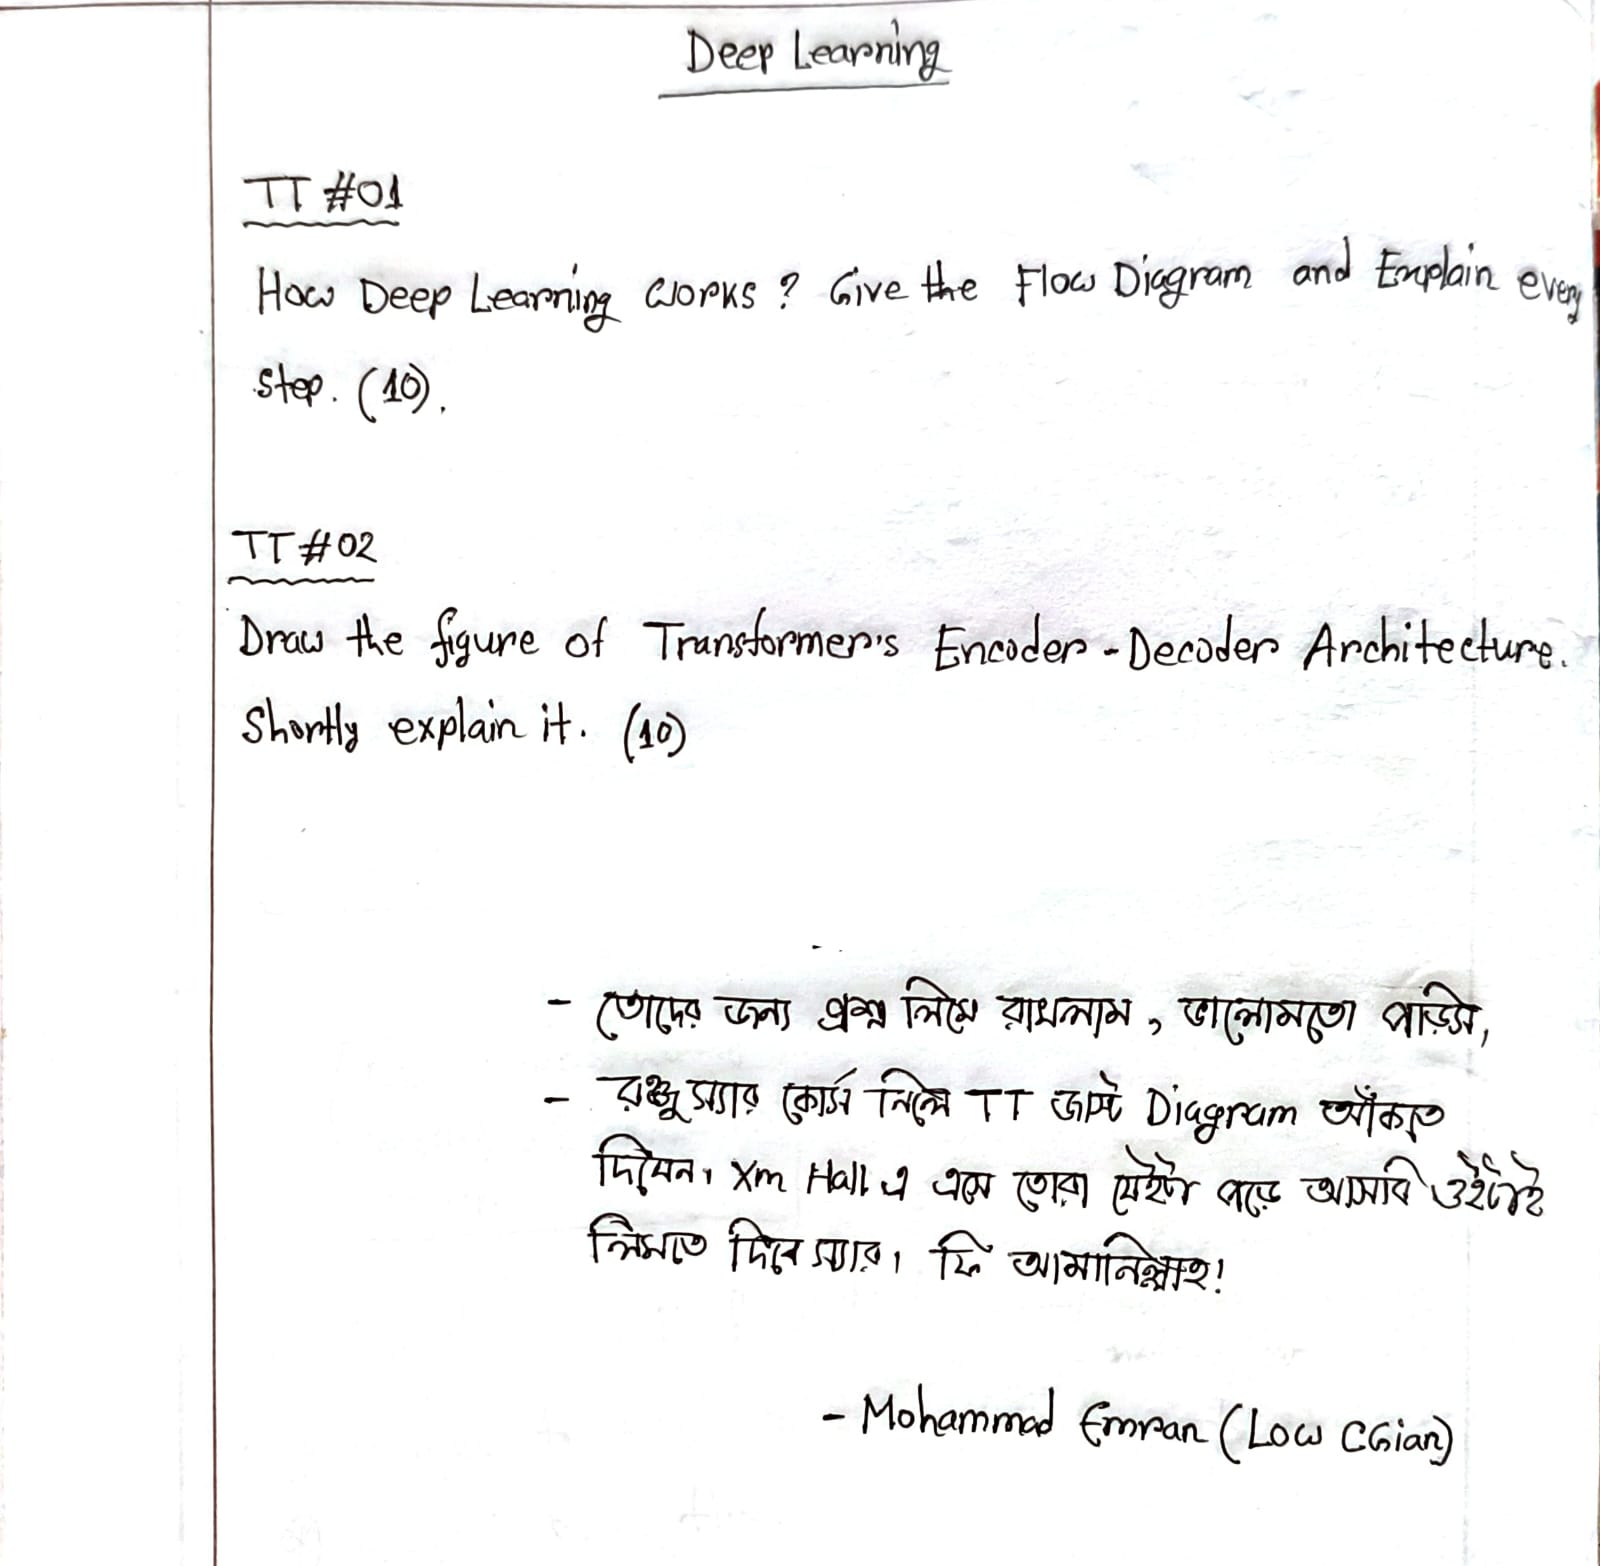 Deep Learning
TT #01
How Deep Learning works ? Give the Flow Diagram and Explain every
step. (10).
TT #02
Draw the figure of Transformer's Encoder - Decoder Architecture.
Shortly explain it. (10)
- তোদের জন্য প্রশ্ন লিখে রাখলাম, ভালোমতো পড়িস,
- রঞ্জু স্যার কোর্স নিলে TT জাস্ট Diagram আঁকতে
দিবেন। Xm Hall এ এসে তোরা যেইটা পড়ে আসবি ওইটাই
লিখতে দিবে স্যার। ফি আমানিল্লাহ!
- Mohammad Emran (Low CGian)